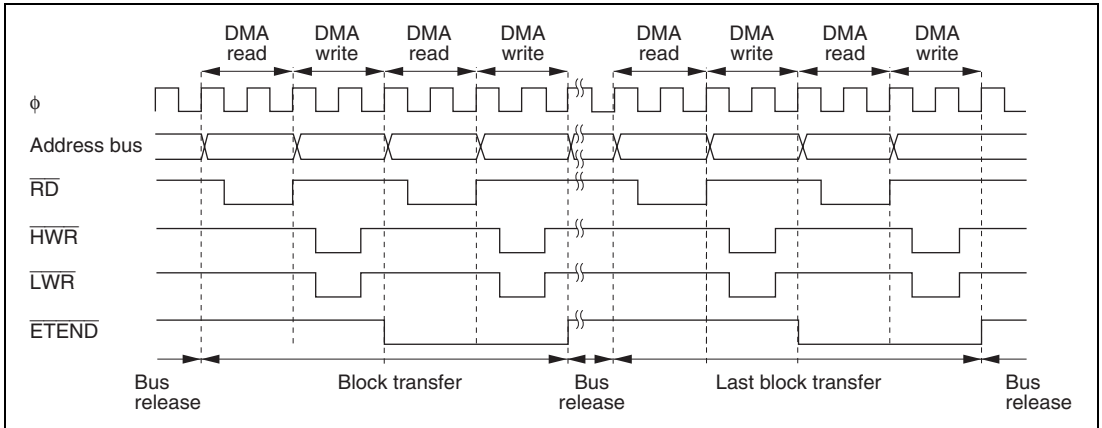 DMA read DMA write DMA read DMA write DMA read DMA write DMA read DMA write
φ
Address bus
RD
HWR
LWR
ETEND
Bus release Block transfer Bus release Last block transfer Bus release